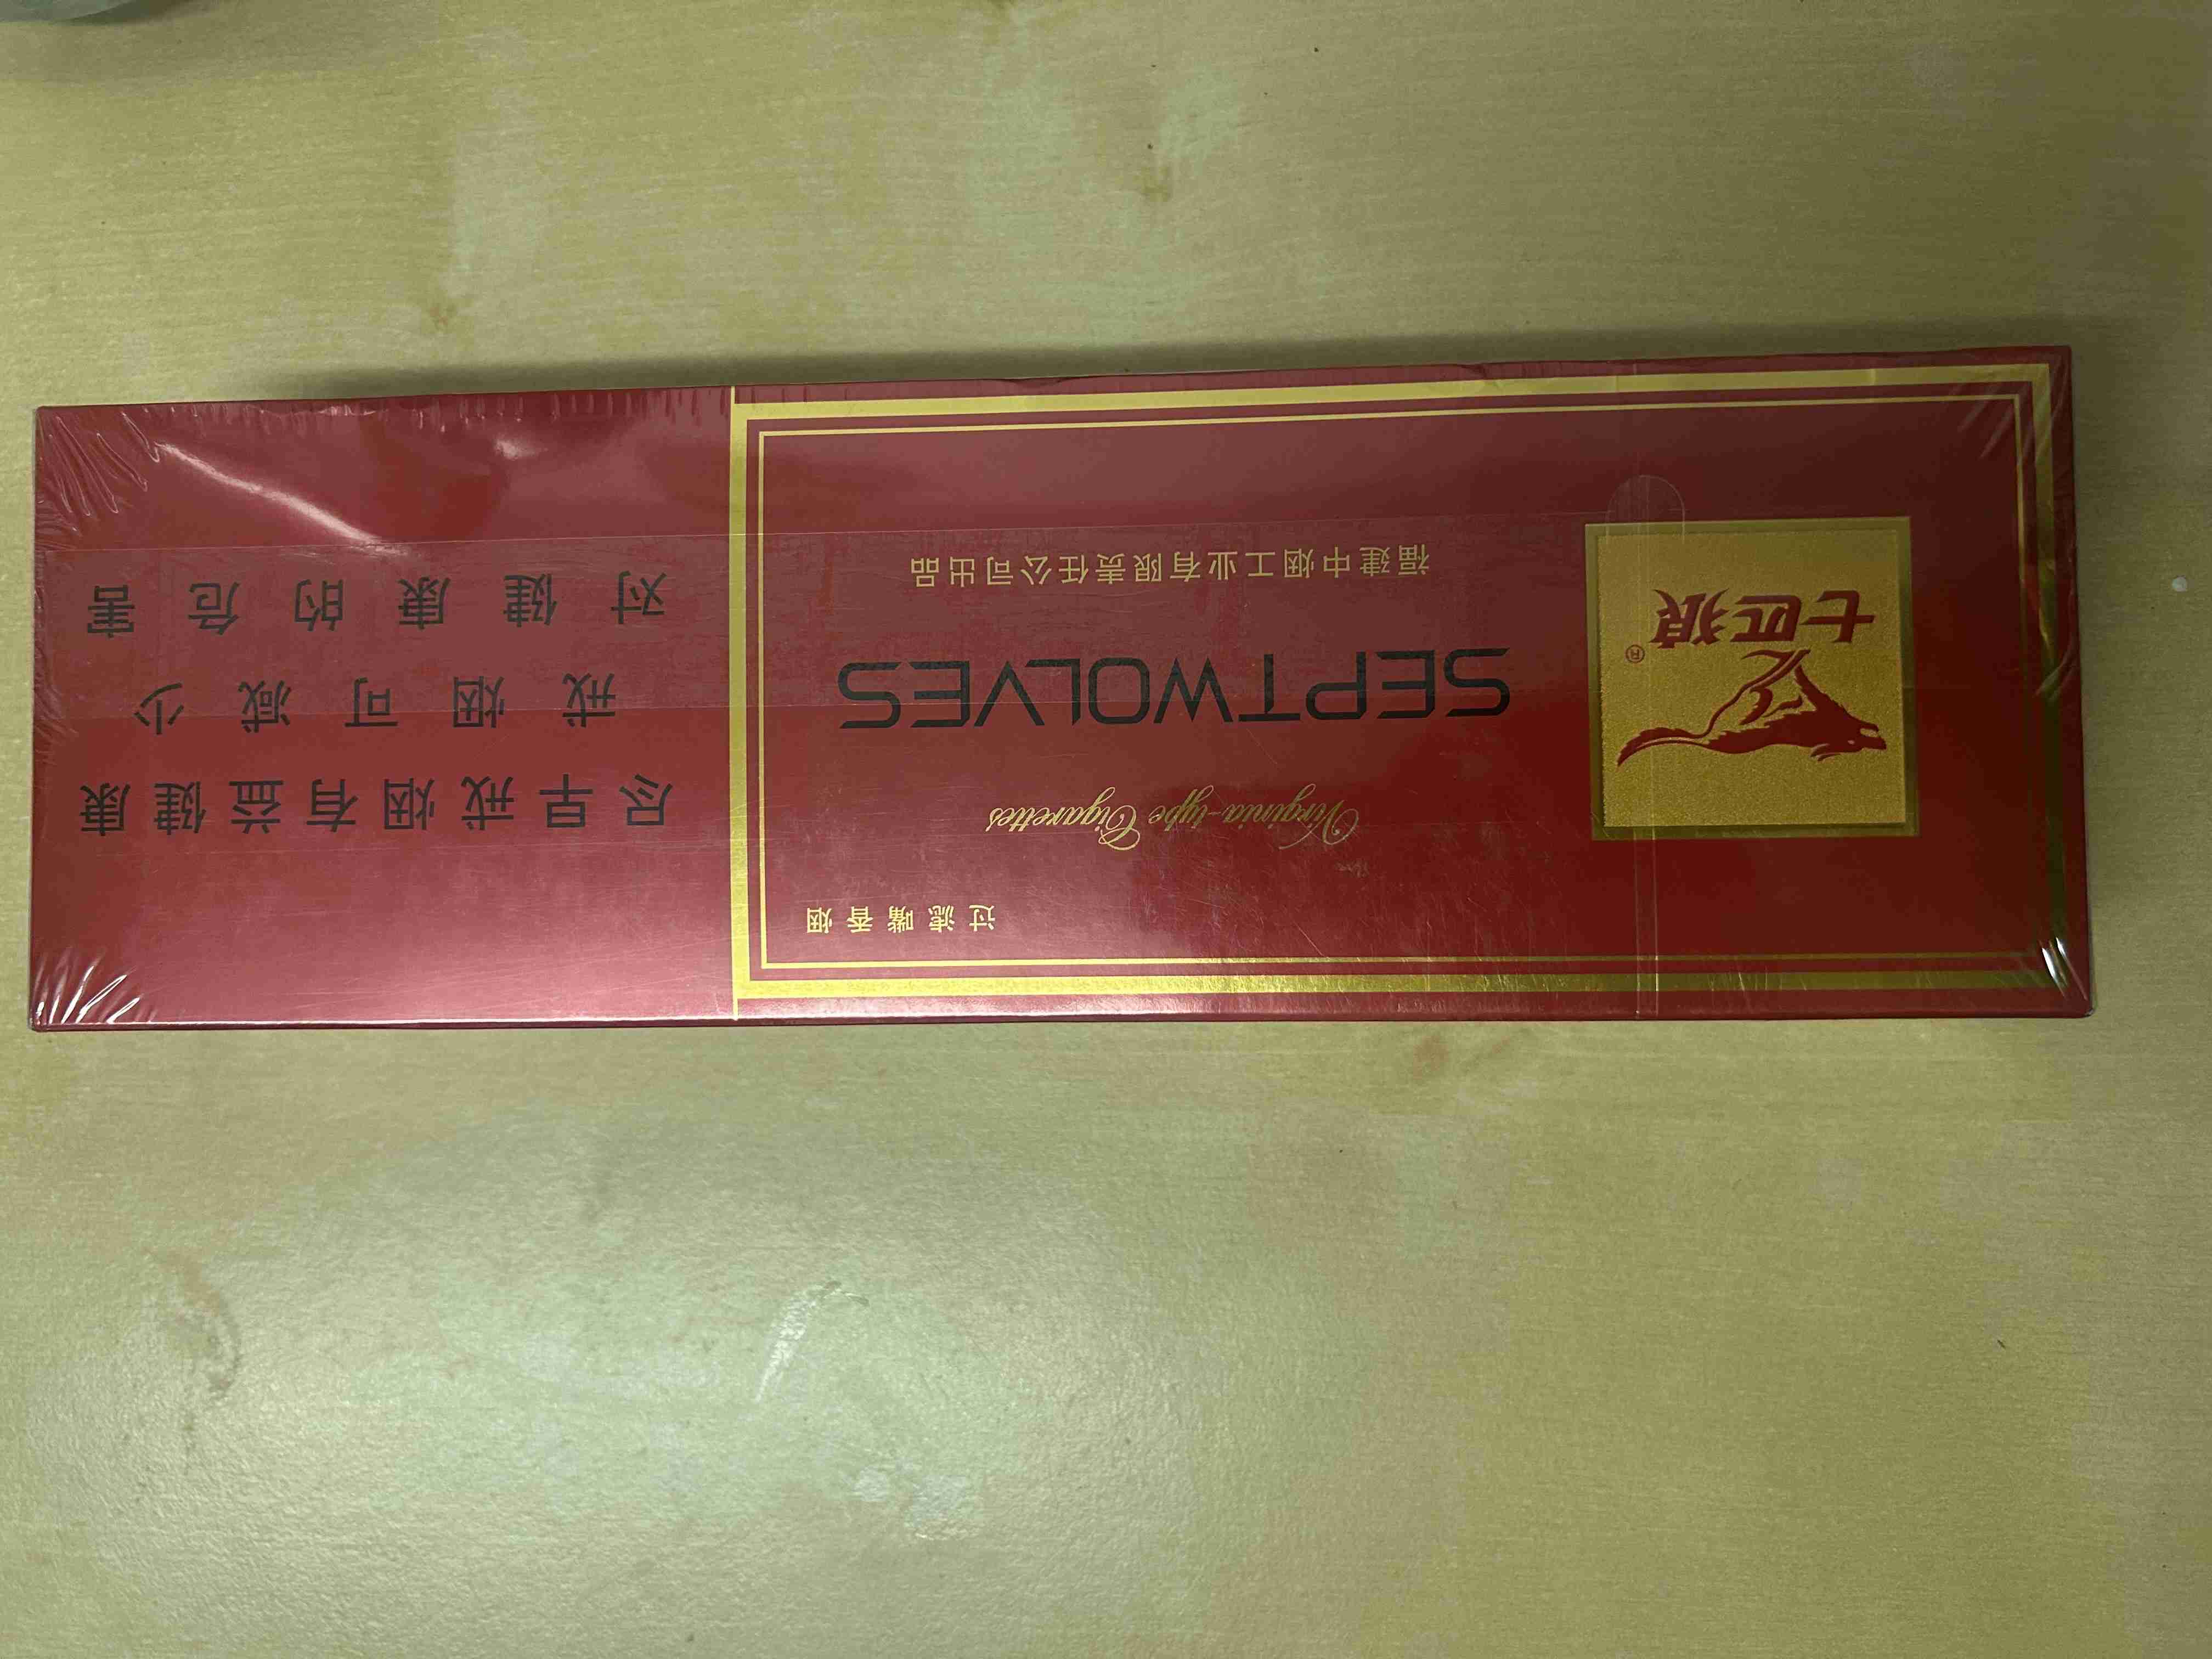 七匹狼®
SEPTWOLVES
Virginia-type Cigarettes
过滤嘴香烟
福建中烟工业有限责任公司出品
尽早戒烟有益健康
戒烟可减少
对健康的危害